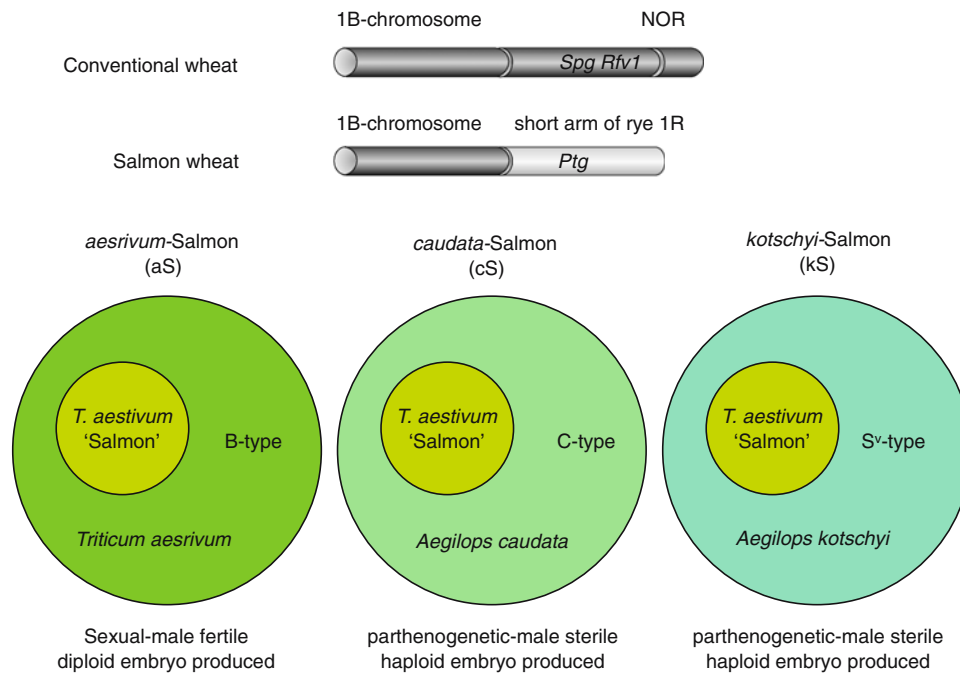 1B-chromosome NOR
Conventional wheat Spg Rfv1
1B-chromosome short arm of rye 1R
Salmon wheat Ptg
aesrivum-Salmon
(aS)
caudata-Salmon
(cS)
kotschyi-Salmon
(kS)
T. aestivum
'Salmon'
B-type
Triticum aesrivum
T. aestivum
'Salmon'
C-type
Aegilops caudata
T. aestivum
'Salmon'
Sᵛ-type
Aegilops kotschyi
Sexual-male fertile
diploid embryo produced
parthenogenetic-male sterile
haploid embryo produced
parthenogenetic-male sterile
haploid embryo produced